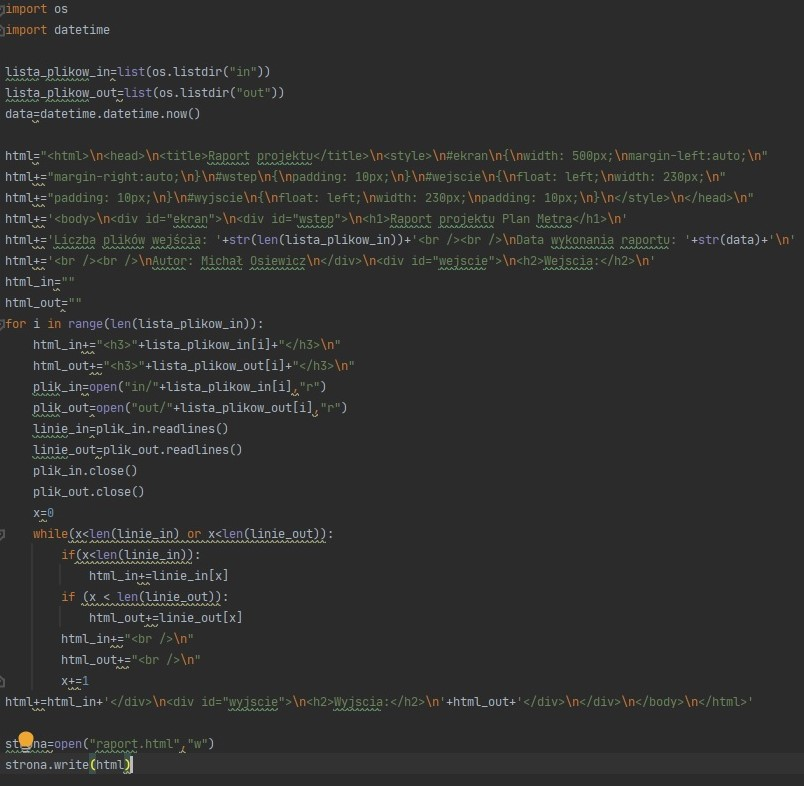 import os
import datetime
lista_plikow_in=list(os.listdir("in"))
lista_plikow_out=list(os.listdir("out"))
data=datetime.datetime.now()
html="<html>\n<head>\n<title>Raport projektu</title>\n<style>\n#ekran\n{\nwidth: 500px;\nmargin-left:auto;\n"
html+="margin-right:auto;\n}\n#wstep\n{\npadding: 10px;\n}\n#wejscie\n{\nfloat: left;\nwidth: 230px;\n"
html+="padding: 10px;\n}\n#wyjscie\n{\nfloat: left;\nwidth: 230px;\npadding: 10px;\n}\n</style>\n</head>\n"
html+='<body>\n<div id="ekran">\n<div id="wstep">\n<h1>Raport projektu Plan Metra</h1>\n'
html+='Liczba plików wejścia: '+str(len(lista_plikow_in))+'<br /><br />\nData wykonania raportu: '+str(data)+'\n'
html+='<br /><br />\nAutor: Michał Osiewicz\n</div>\n<div id="wejscie">\n<h2>Wejscia:</h2>\n'
html_in=""
html_out=""
for i in range(len(lista_plikow_in)):
    html_in+="<h3>"+lista_plikow_in[i]+"</h3>\n"
    html_out+="<h3>"+lista_plikow_out[i]+"</h3>\n"
    plik_in=open("in/"+lista_plikow_in[i],"r")
    plik_out=open("out/"+lista_plikow_out[i],"r")
    linie_in=plik_in.readlines()
    linie_out=plik_out.readlines()
    plik_in.close()
    plik_out.close()
    x=0
    while(x<len(linie_in) or x<len(linie_out)):
        if(x<len(linie_in)):
            html_in+=linie_in[x]
        if (x < len(linie_out)):
            html_out+=linie_out[x]
        html_in+="<br />\n"
        html_out+="<br />\n"
        x+=1
html+=html_in+'</div>\n<div id="wyjscie">\n<h2>Wyjscia:</h2>\n'+html_out+'</div>\n</div>\n</body>\n</html>'
strona=open("raport.html","w")
strona.write(html)